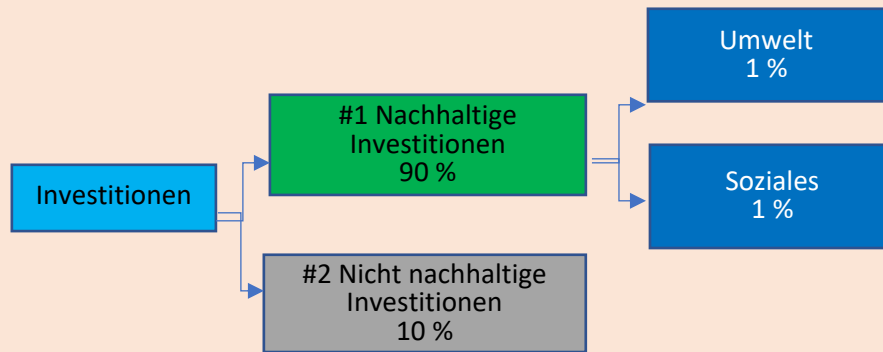 Umwelt
1 %
#1 Nachhaltige
Investitionen
90 %
Investitionen
Soziales
1 %
#2 Nicht nachhaltige
Investitionen
10 %